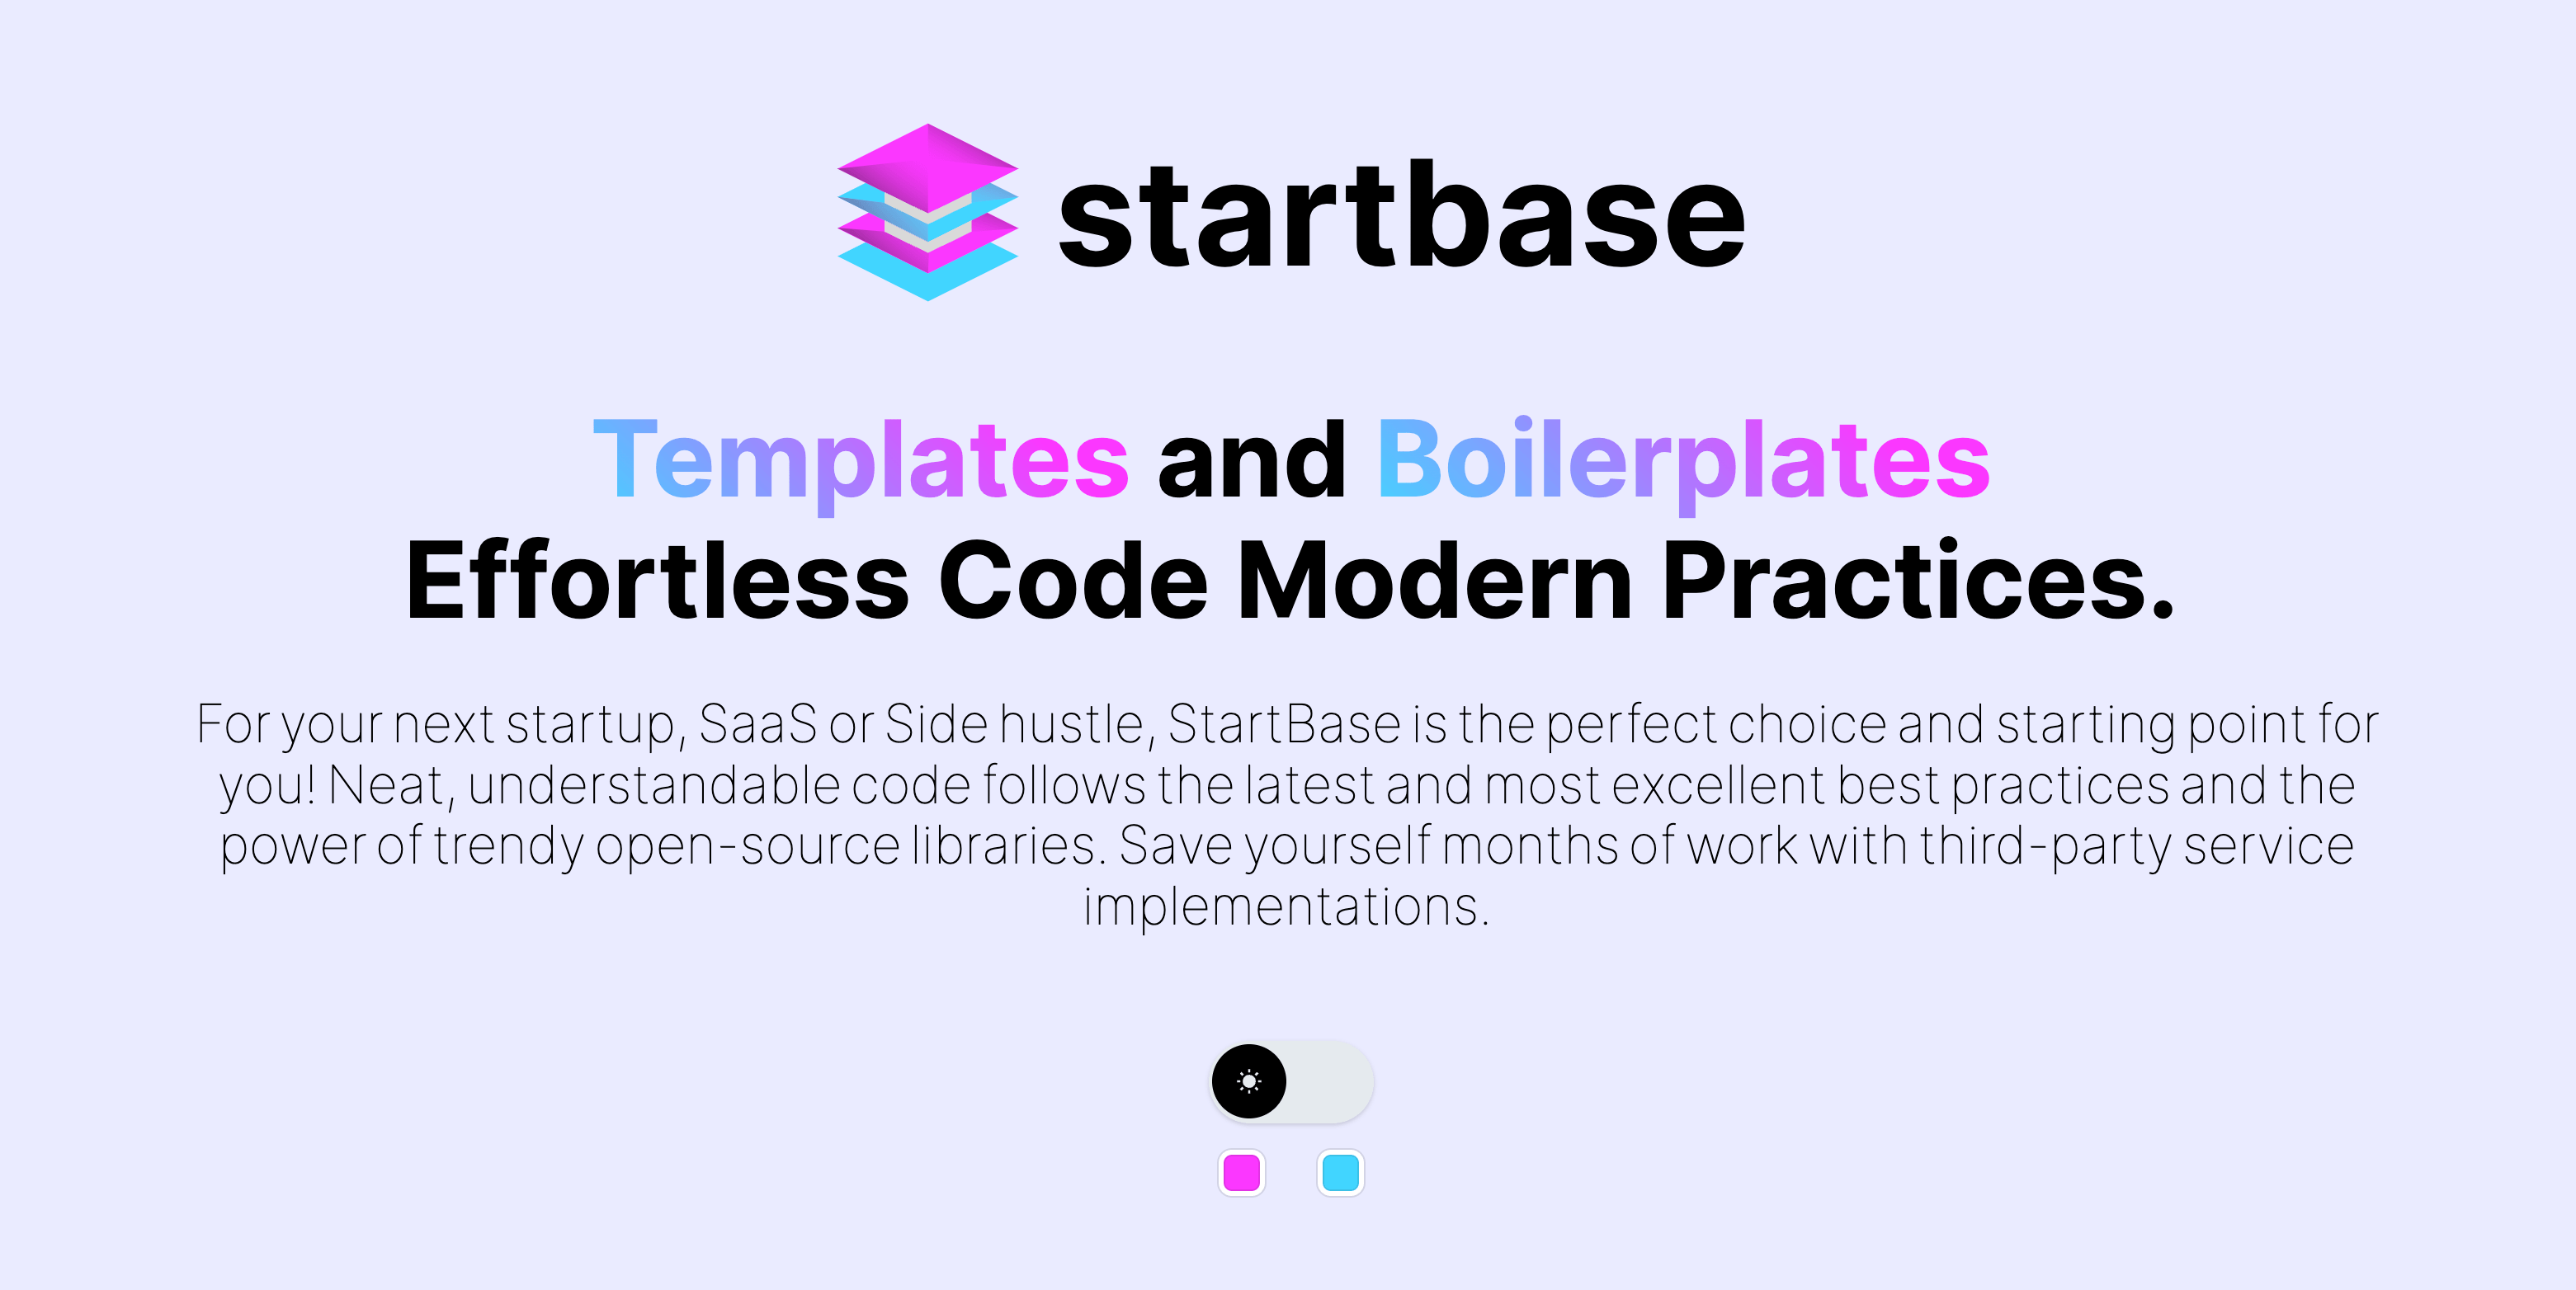 startbase
Templates and Boilerplates
Effortless Code Modern Practices.
For your next startup, SaaS or Side hustle, StartBase is the perfect choice and starting point for
you! Neat, understandable code follows the latest and most excellent best practices and the
power of trendy open-source libraries. Save yourself months of work with third-party service
implementations.